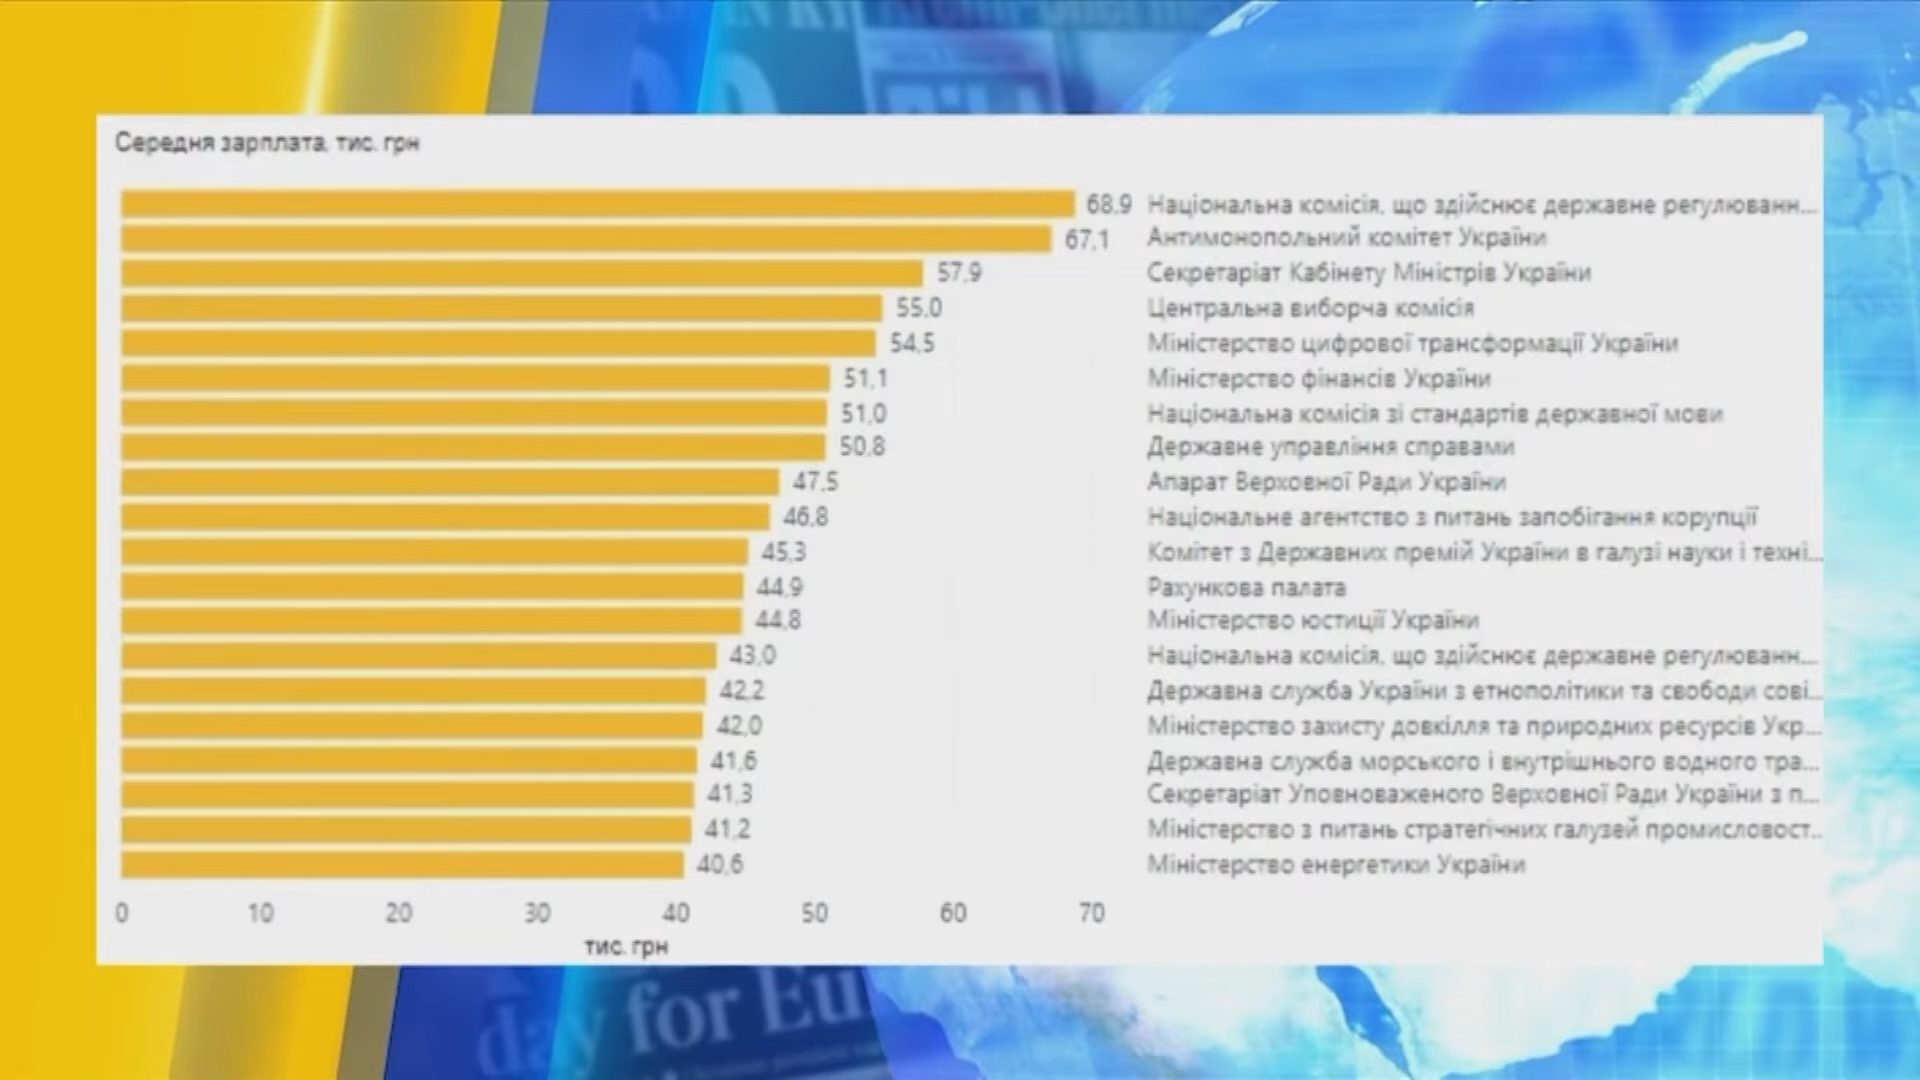 Середня зарплата, тис. грн
68,9 Національна комісія, що здійснює державне регулюванн...
67,1 Антимонопольний комітет України
57,9 Секретаріат Кабінету Міністрів України
55,0 Центральна виборча комісія
54,5 Міністерство цифрової трансформації України
51,1 Міністерство фінансів України
51,0 Національна комісія зі стандартів державної мови
50,8 Державне управління справами
47,5 Апарат Верховної Ради України
46,8 Національне агентство з питань запобігання корупції
45,3 Комітет з Державних премій України в галузі науки і техні...
44,9 Рахункова палата
44,8 Міністерство юстиції України
43,0 Національна комісія, що здійснює державне регулюванн...
42,2 Державна служба України з етнополітики та свободи сові...
42,0 Міністерство захисту довкілля та природних ресурсів Укр...
41,6 Державна служба морського і внутрішнього водного тра...
41,3 Секретаріат Уповноваженого Верховної Ради України з п...
41,2 Міністерство з питань стратегічних галузей промисловост...
40,6 Міністерство енергетики України
0 10 20 30 40 50 60 70
тис. грн
day for Eu